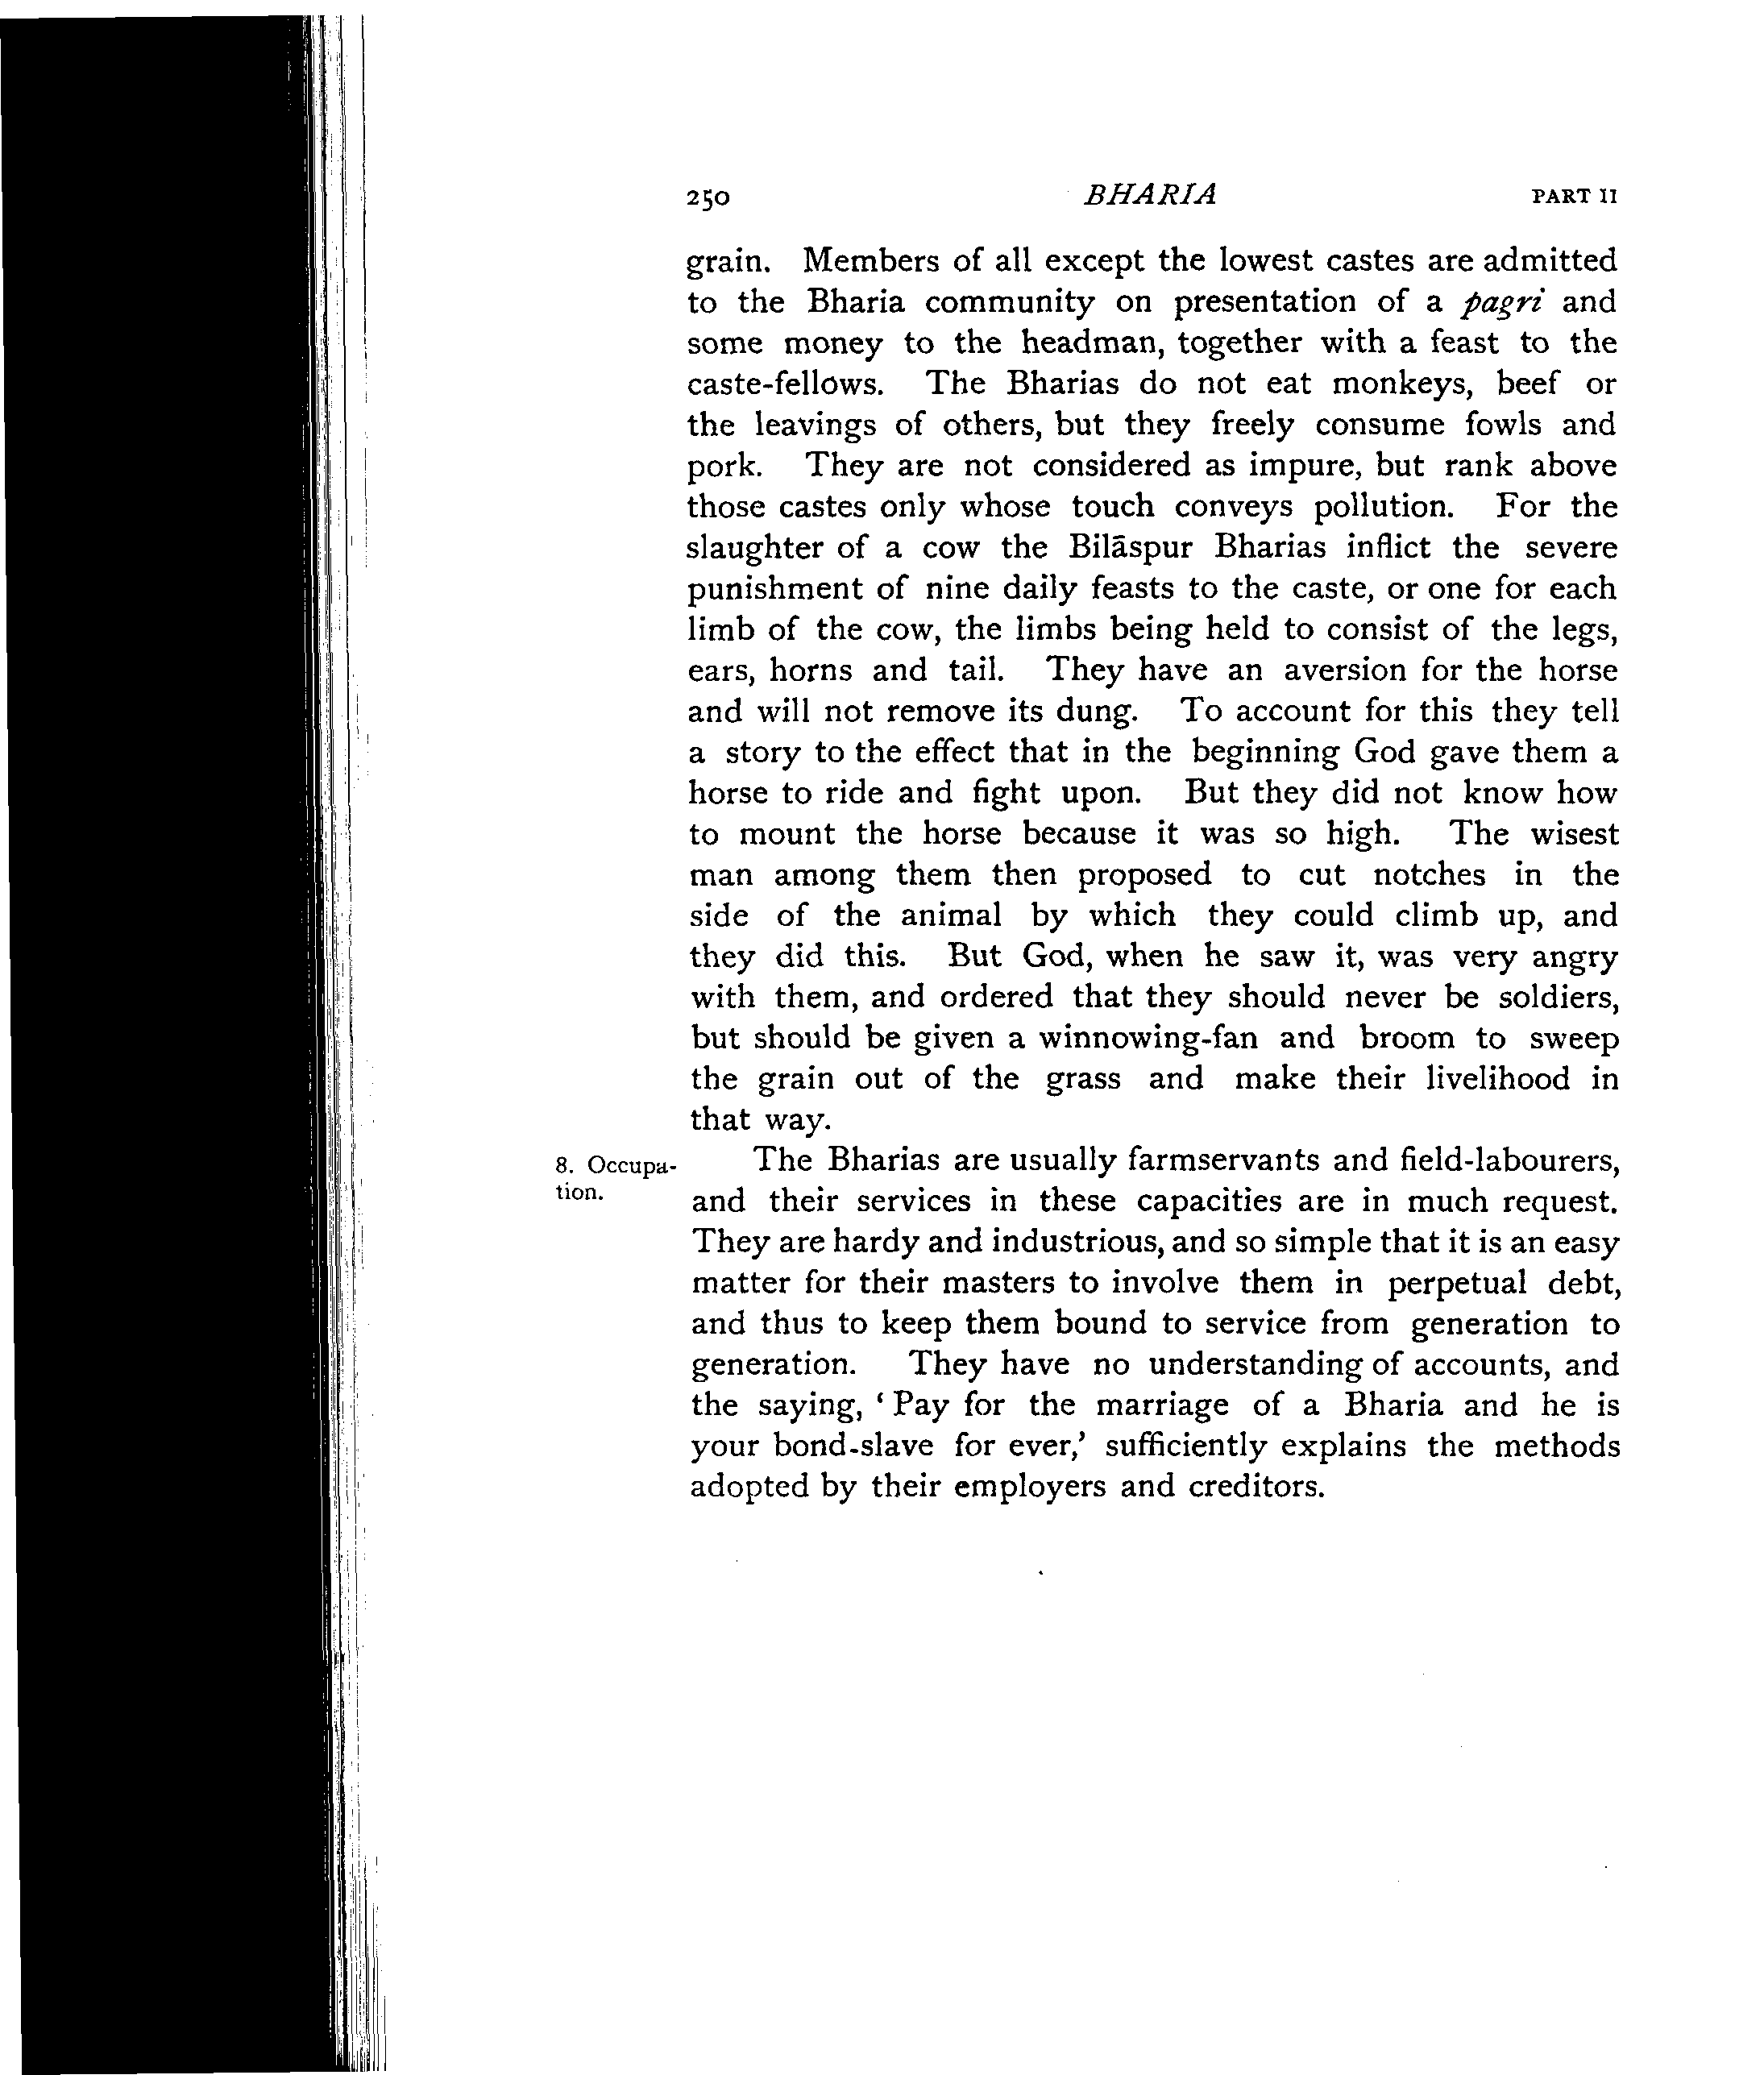 250 BHARIA PART II
grain. Members of all except the lowest castes are admitted
to the Bharia community on presentation of a pagri and
some money to the headman, together with a feast to the
caste-fellows. The Bharias do not eat monkeys, beef or
the leavings of others, but they freely consume fowls and
pork. They are not considered as impure, but rank above
those castes only whose touch conveys pollution. For the
slaughter of a cow the Bilāspur Bharias inflict the severe
punishment of nine daily feasts to the caste, or one for each
limb of the cow, the limbs being held to consist of the legs,
ears, horns and tail. They have an aversion for the horse
and will not remove its dung. To account for this they tell
a story to the effect that in the beginning God gave them a
horse to ride and fight upon. But they did not know how
to mount the horse because it was so high. The wisest
man among them then proposed to cut notches in the
side of the animal by which they could climb up, and
they did this. But God, when he saw it, was very angry
with them, and ordered that they should never be soldiers,
but should be given a winnowing-fan and broom to sweep
the grain out of the grass and make their livelihood in
that way.
8. Occupa-
tion.
The Bharias are usually farmservants and field-labourers,
and their services in these capacities are in much request.
They are hardy and industrious, and so simple that it is an easy
matter for their masters to involve them in perpetual debt,
and thus to keep them bound to service from generation to
generation. They have no understanding of accounts, and
the saying, ‘ Pay for the marriage of a Bharia and he is
your bond-slave for ever,’ sufficiently explains the methods
adopted by their employers and creditors.